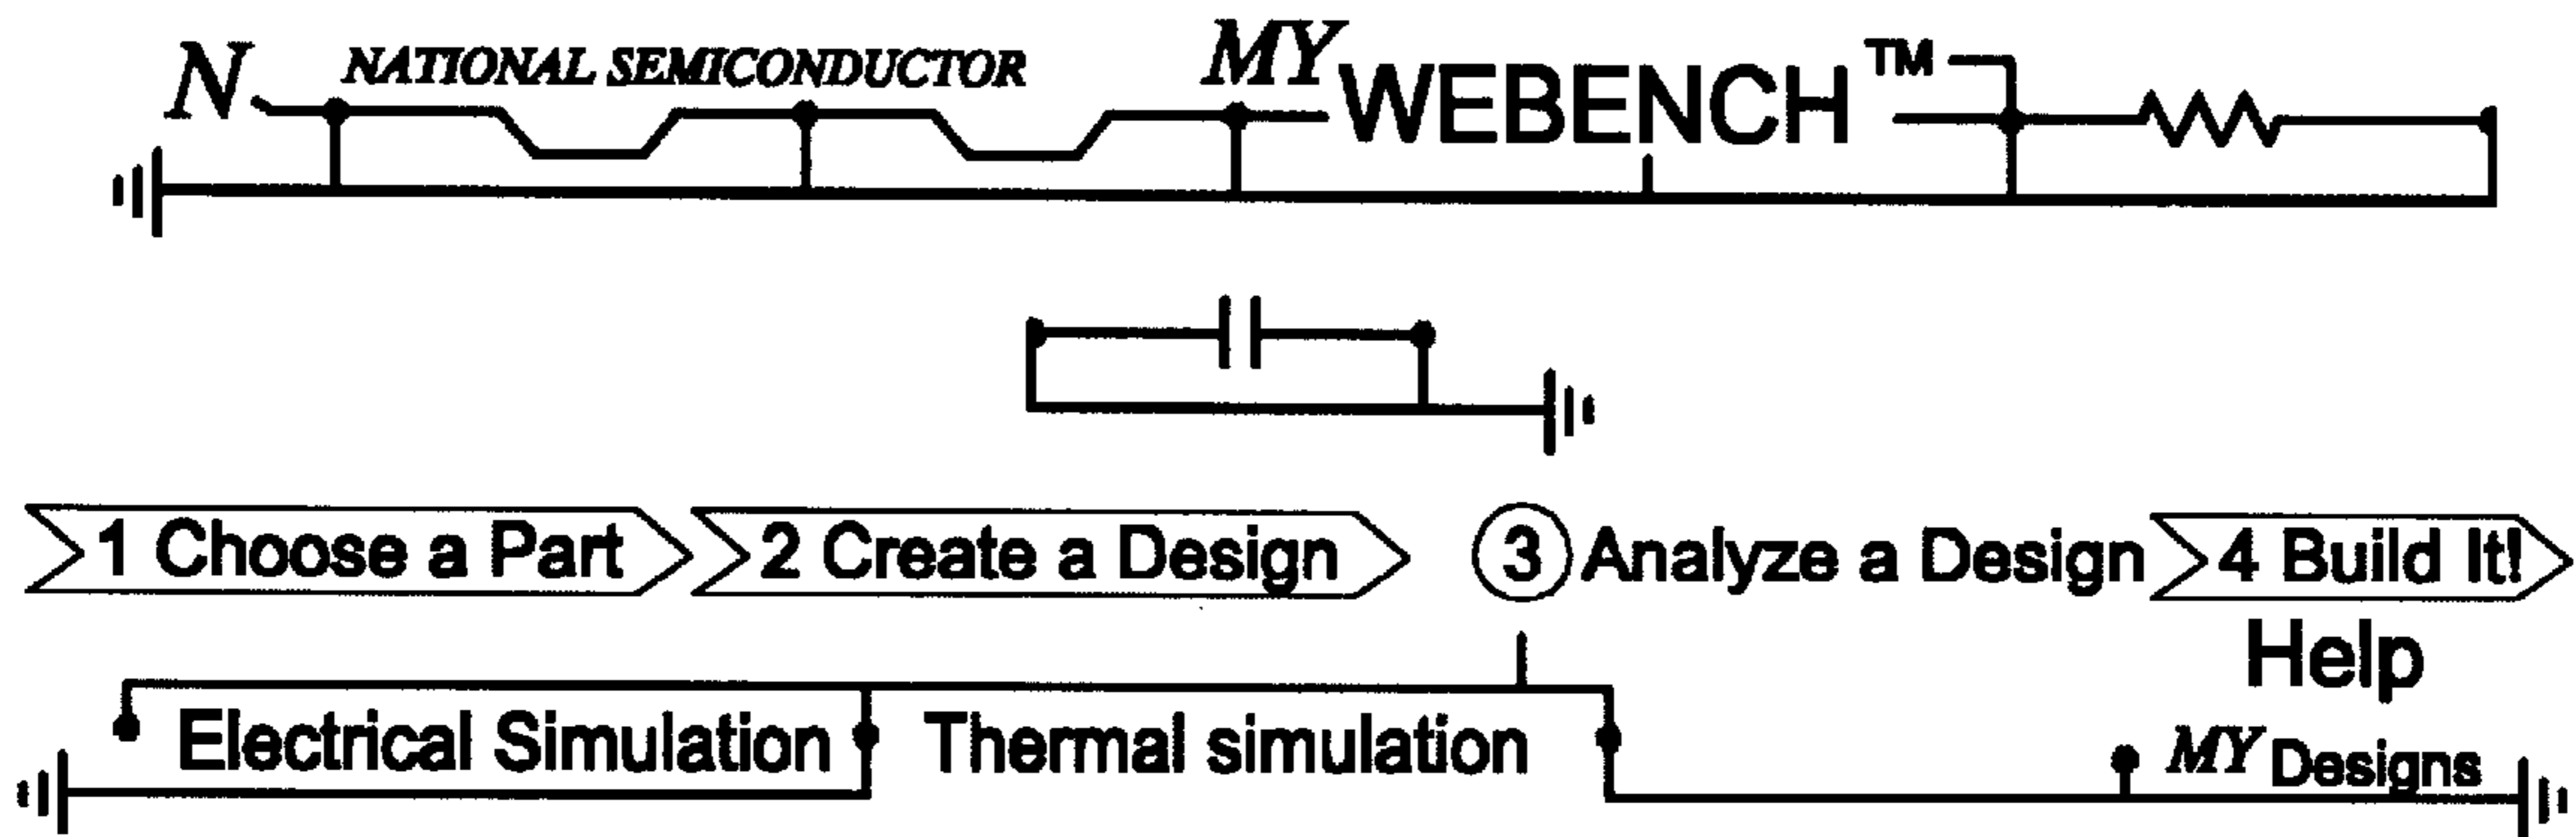 N NATIONAL SEMICONDUCTOR MY WEBENCH™
1 Choose a Part 2 Create a Design 3 Analyze a Design 4 Build It!
Help
Electrical Simulation Thermal simulation MY Designs